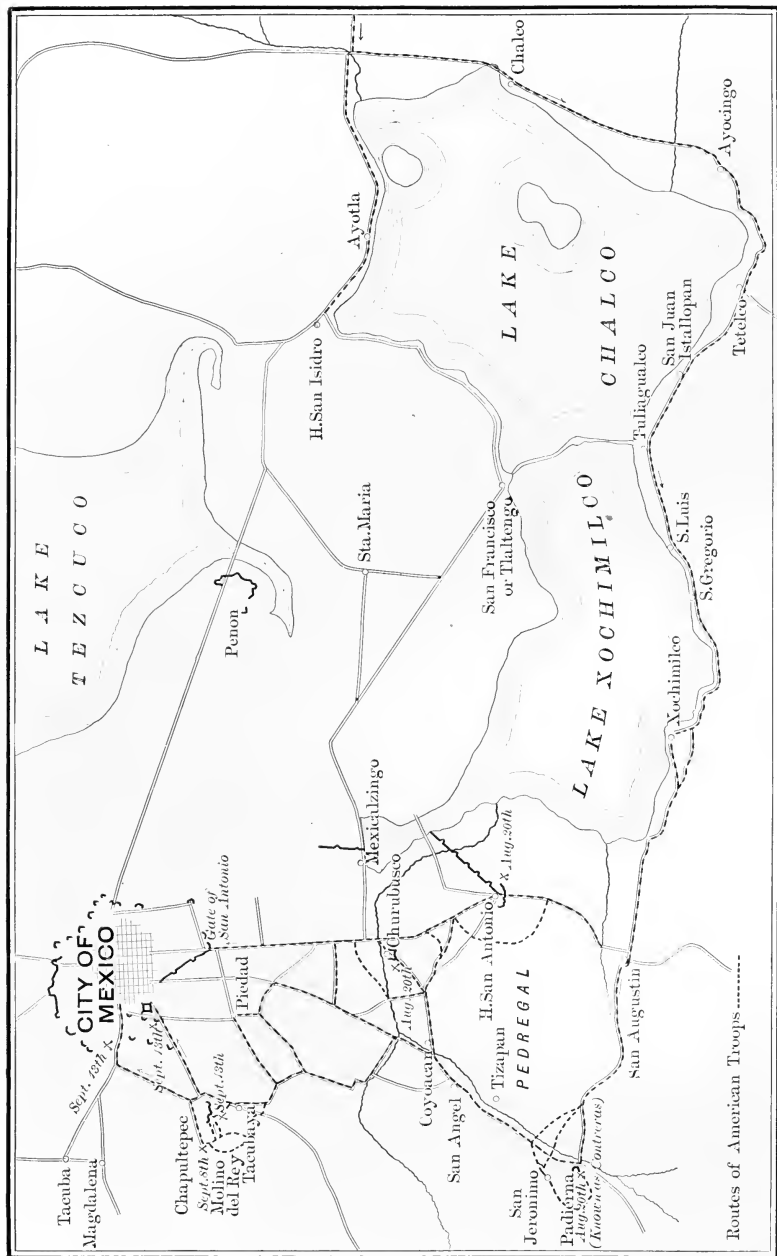 LAKE
TEZCUCO
CITY OF
MEXICO
Tacuba
Magdalena
Sept. 13th
Sept. 13th
Chapultepec
Sept. 8th
Molino
del Rey
Sept. 13th
Tacubaya
Piedad
Gate of
San Antonio
Penon
H. San Isidro
Ayotla
Chalco
LAKE
CHALCO
Sta. Maria
Mexicalzingo
San Francisco
or Tlaltengo
Churubusco
Aug. 20th
Coyoacan
San Angel
Tizapan
PEDREGAL
H. San Antonio
Aug. 20th
LAKE XOCHIMILCO
Xochimilco
S. Gregorio
S. Luis
Tuliagualco
San Juan
Istallopan
Tetelco
Ayocingo
San
Jeronimo
Padierna
Aug. 20th
(Known as Contreras)
San Augustin
Routes of American Troops